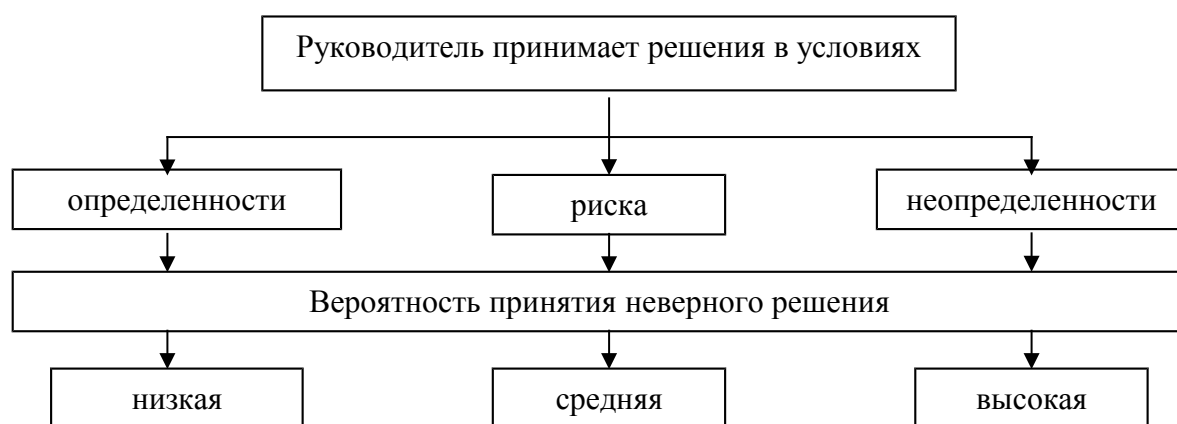 Руководитель принимает решения в условиях
определенности
риска
неопределенности
Вероятность принятия неверного решения
низкая
средняя
высокая